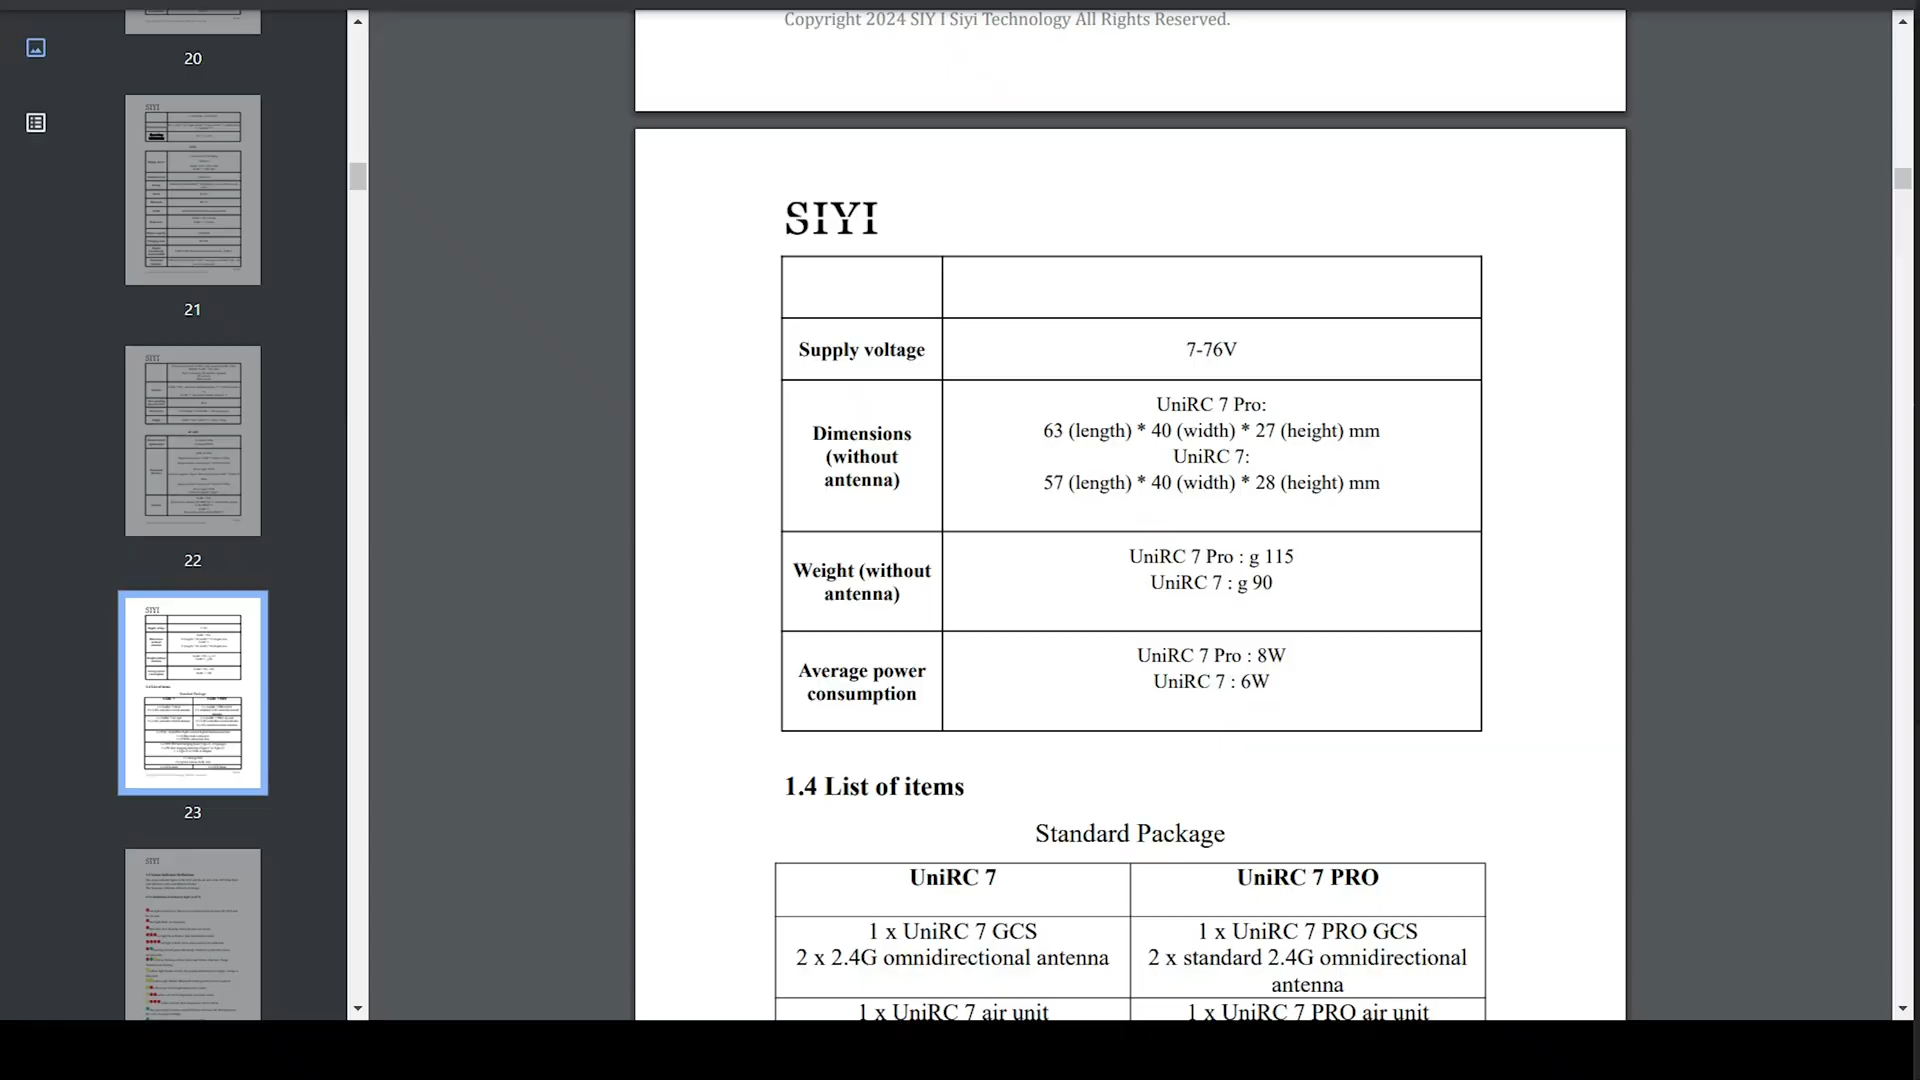 Copyright 2024 SIY I Siyi Technology All Rights Reserved.
20
SIYI
21
SIYI
22
SIYI
23
SIYI
SIYI
Supply voltage
7-76V
Dimensions
(without
antenna)
UniRC 7 Pro:
63 (length) * 40 (width) * 27 (height) mm
UniRC 7:
57 (length) * 40 (width) * 28 (height) mm
Weight (without
antenna)
UniRC 7 Pro : g 115
UniRC 7 : g 90
Average power
consumption
UniRC 7 Pro : 8W
UniRC 7 : 6W
1.4 List of items
Standard Package
UniRC 7
UniRC 7 PRO
1 x UniRC 7 GCS
2 x 2.4G omnidirectional antenna
1 x UniRC 7 PRO GCS
2 x standard 2.4G omnidirectional
antenna
1 x UniRC 7 air unit
1 x UniRC 7 PRO air unit